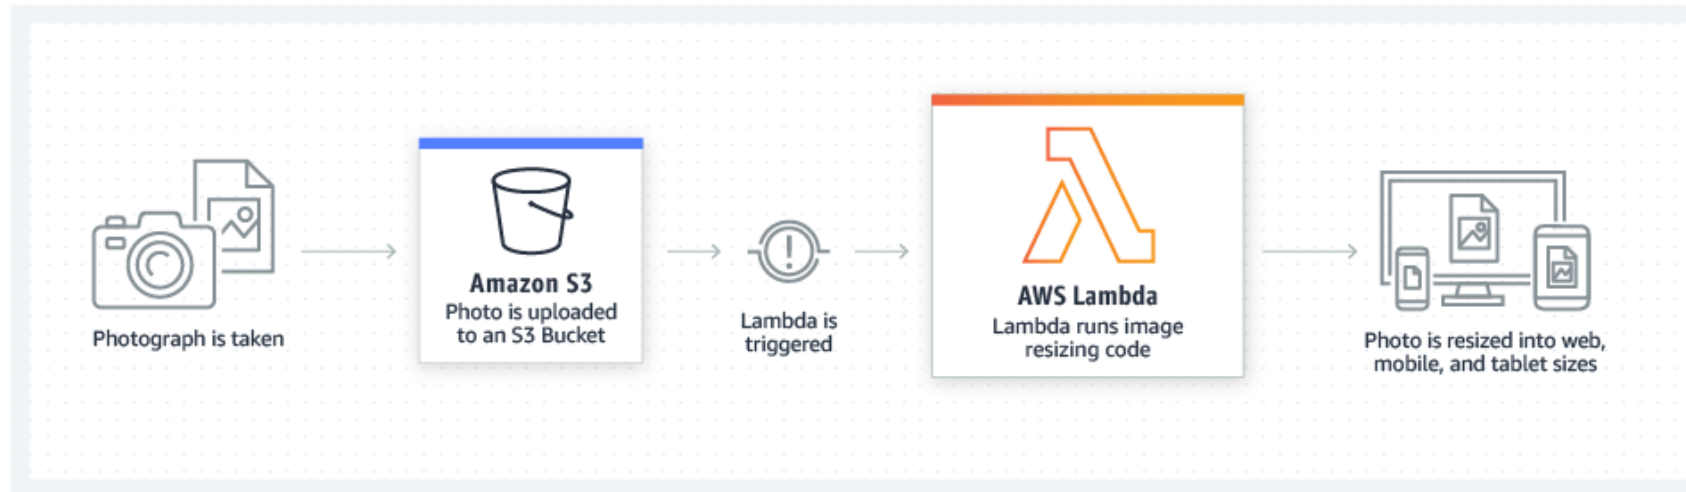 Photograph is taken
Amazon S3
Photo is uploaded
to an S3 Bucket
Lambda is
triggered
AWS Lambda
Lambda runs image
resizing code
Photo is resized into web,
mobile, and tablet sizes